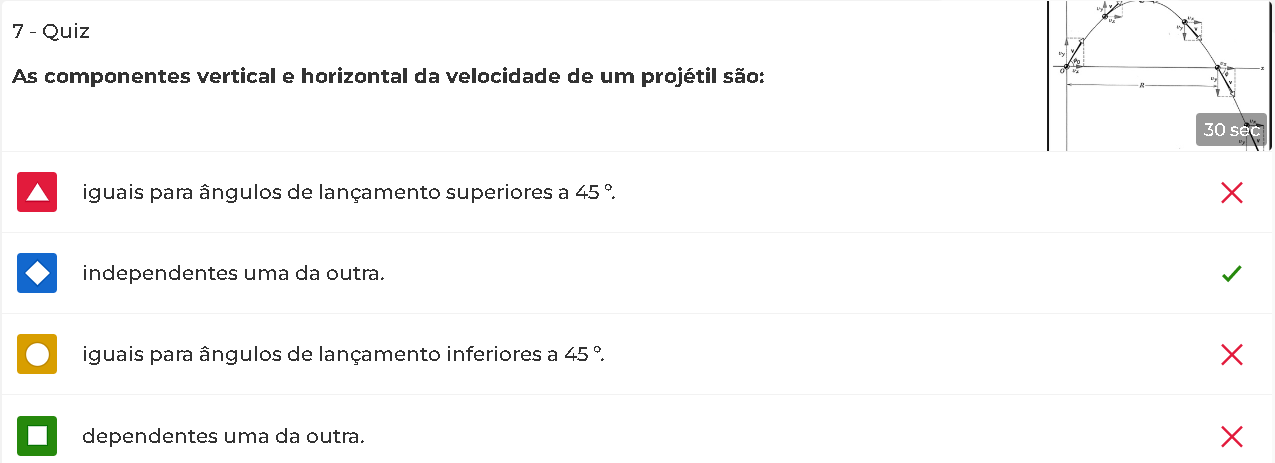 7 - Quiz
As componentes vertical e horizontal da velocidade de um projétil são:
30 sec
iguais para ângulos de lançamento superiores a 45 º.
independentes uma da outra.
iguais para ângulos de lançamento inferiores a 45 º.
dependentes uma da outra.